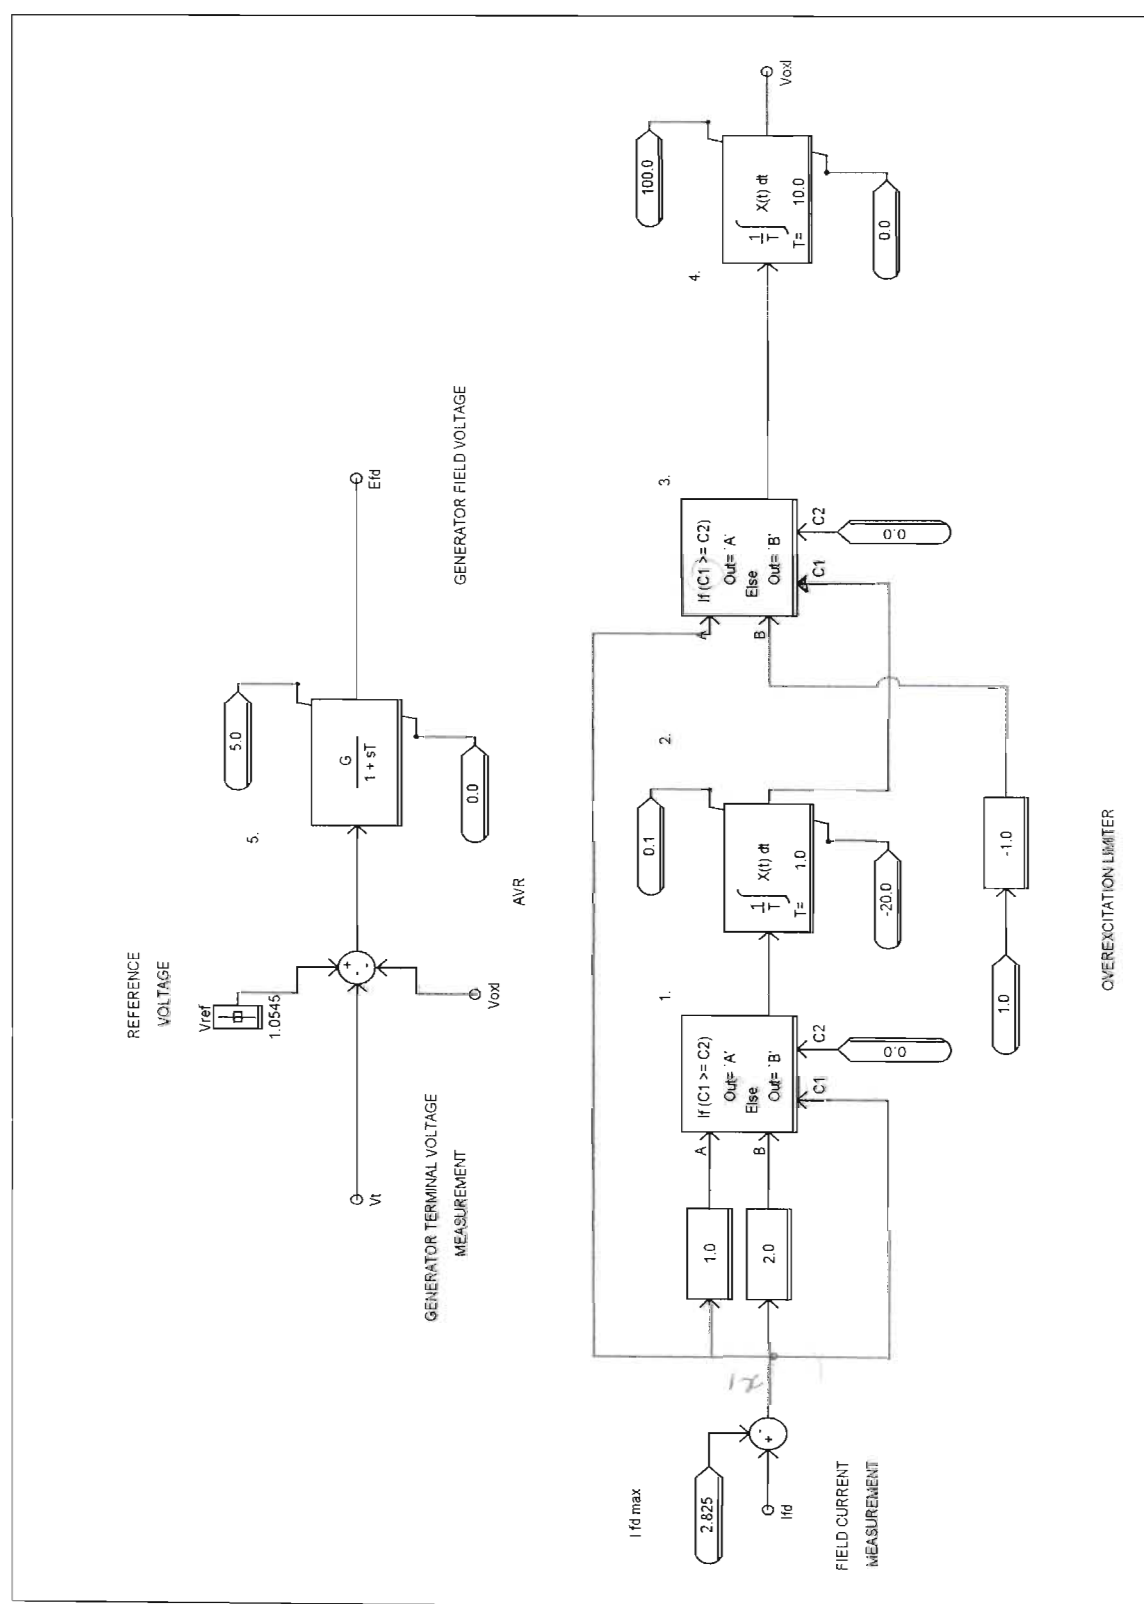 REFERENCE
VOLTAGE
Vref
1.0545
5.
5.0
G
1 + sT
0.0
Efd
Vt
Voxl
GENERATOR TERMINAL VOLTAGE
MEASUREMENT
AVR
GENERATOR FIELD VOLTAGE
I fd max
2.825
Ifd
FIELD CURRENT
MEASUREMENT
1.0
2.0
1.
A
B
If (C1 >= C2)
Out= 'A'
Else
Out= 'B'
C1
C2
0.0
2.
0.1
1
T
X(t) dt
T=
1.0
-20.0
3.
A
B
If (C1 >= C2)
Out= 'A'
Else
Out= 'B'
C1
C2
0.0
1.0
-1.0
4.
100.0
1
T
X(t) dt
T=
10.0
0.0
Voxl
OVEREXCITATION LIMITER